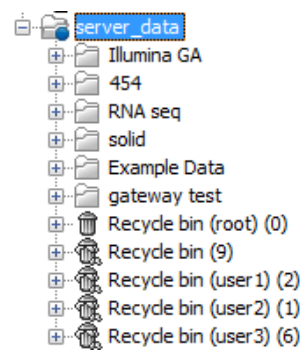 server_data
Illumina GA
454
RNA seq
solid
Example Data
gateway test
Recycle bin (root) (0)
Recycle bin (9)
Recycle bin (user1) (2)
Recycle bin (user2) (1)
Recycle bin (user3) (6)